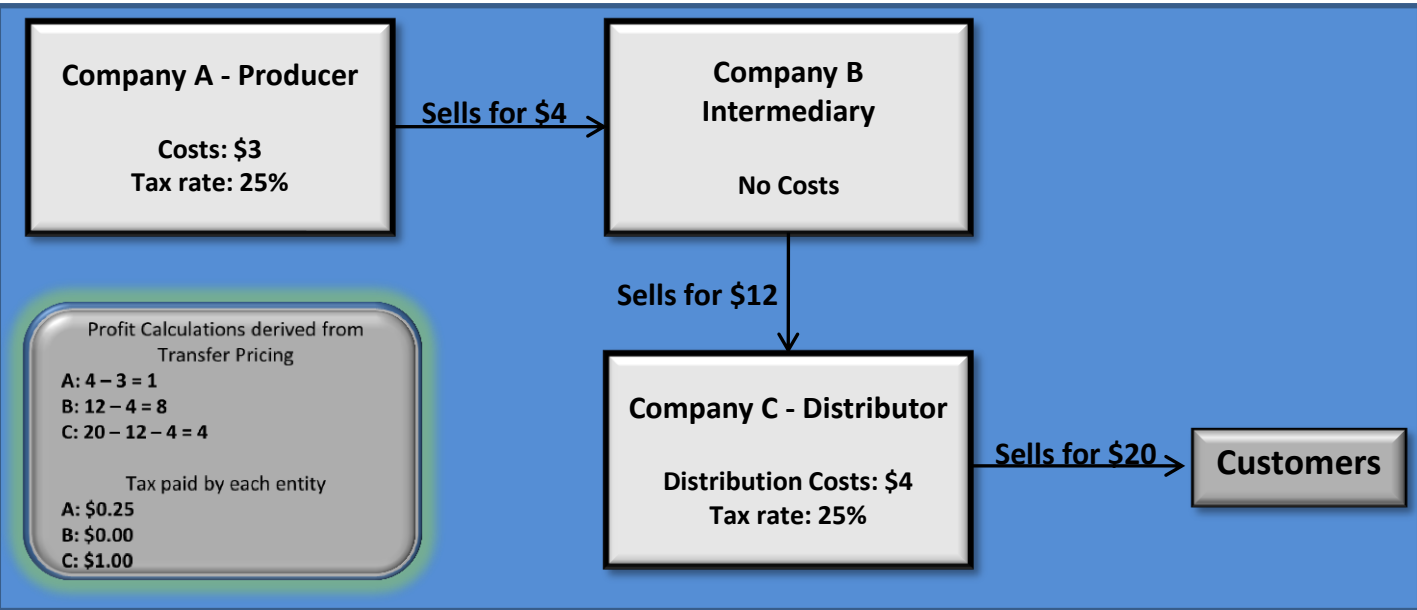 Company A - Producer
Costs: $3
Tax rate: 25%
Sells for $4
Company B
Intermediary
No Costs
Sells for $12
Profit Calculations derived from
Transfer Pricing
A: 4 – 3 = 1
B: 12 – 4 = 8
C: 20 – 12 – 4 = 4
Tax paid by each entity
A: $0.25
B: $0.00
C: $1.00
Company C - Distributor
Distribution Costs: $4
Tax rate: 25%
Sells for $20
Customers